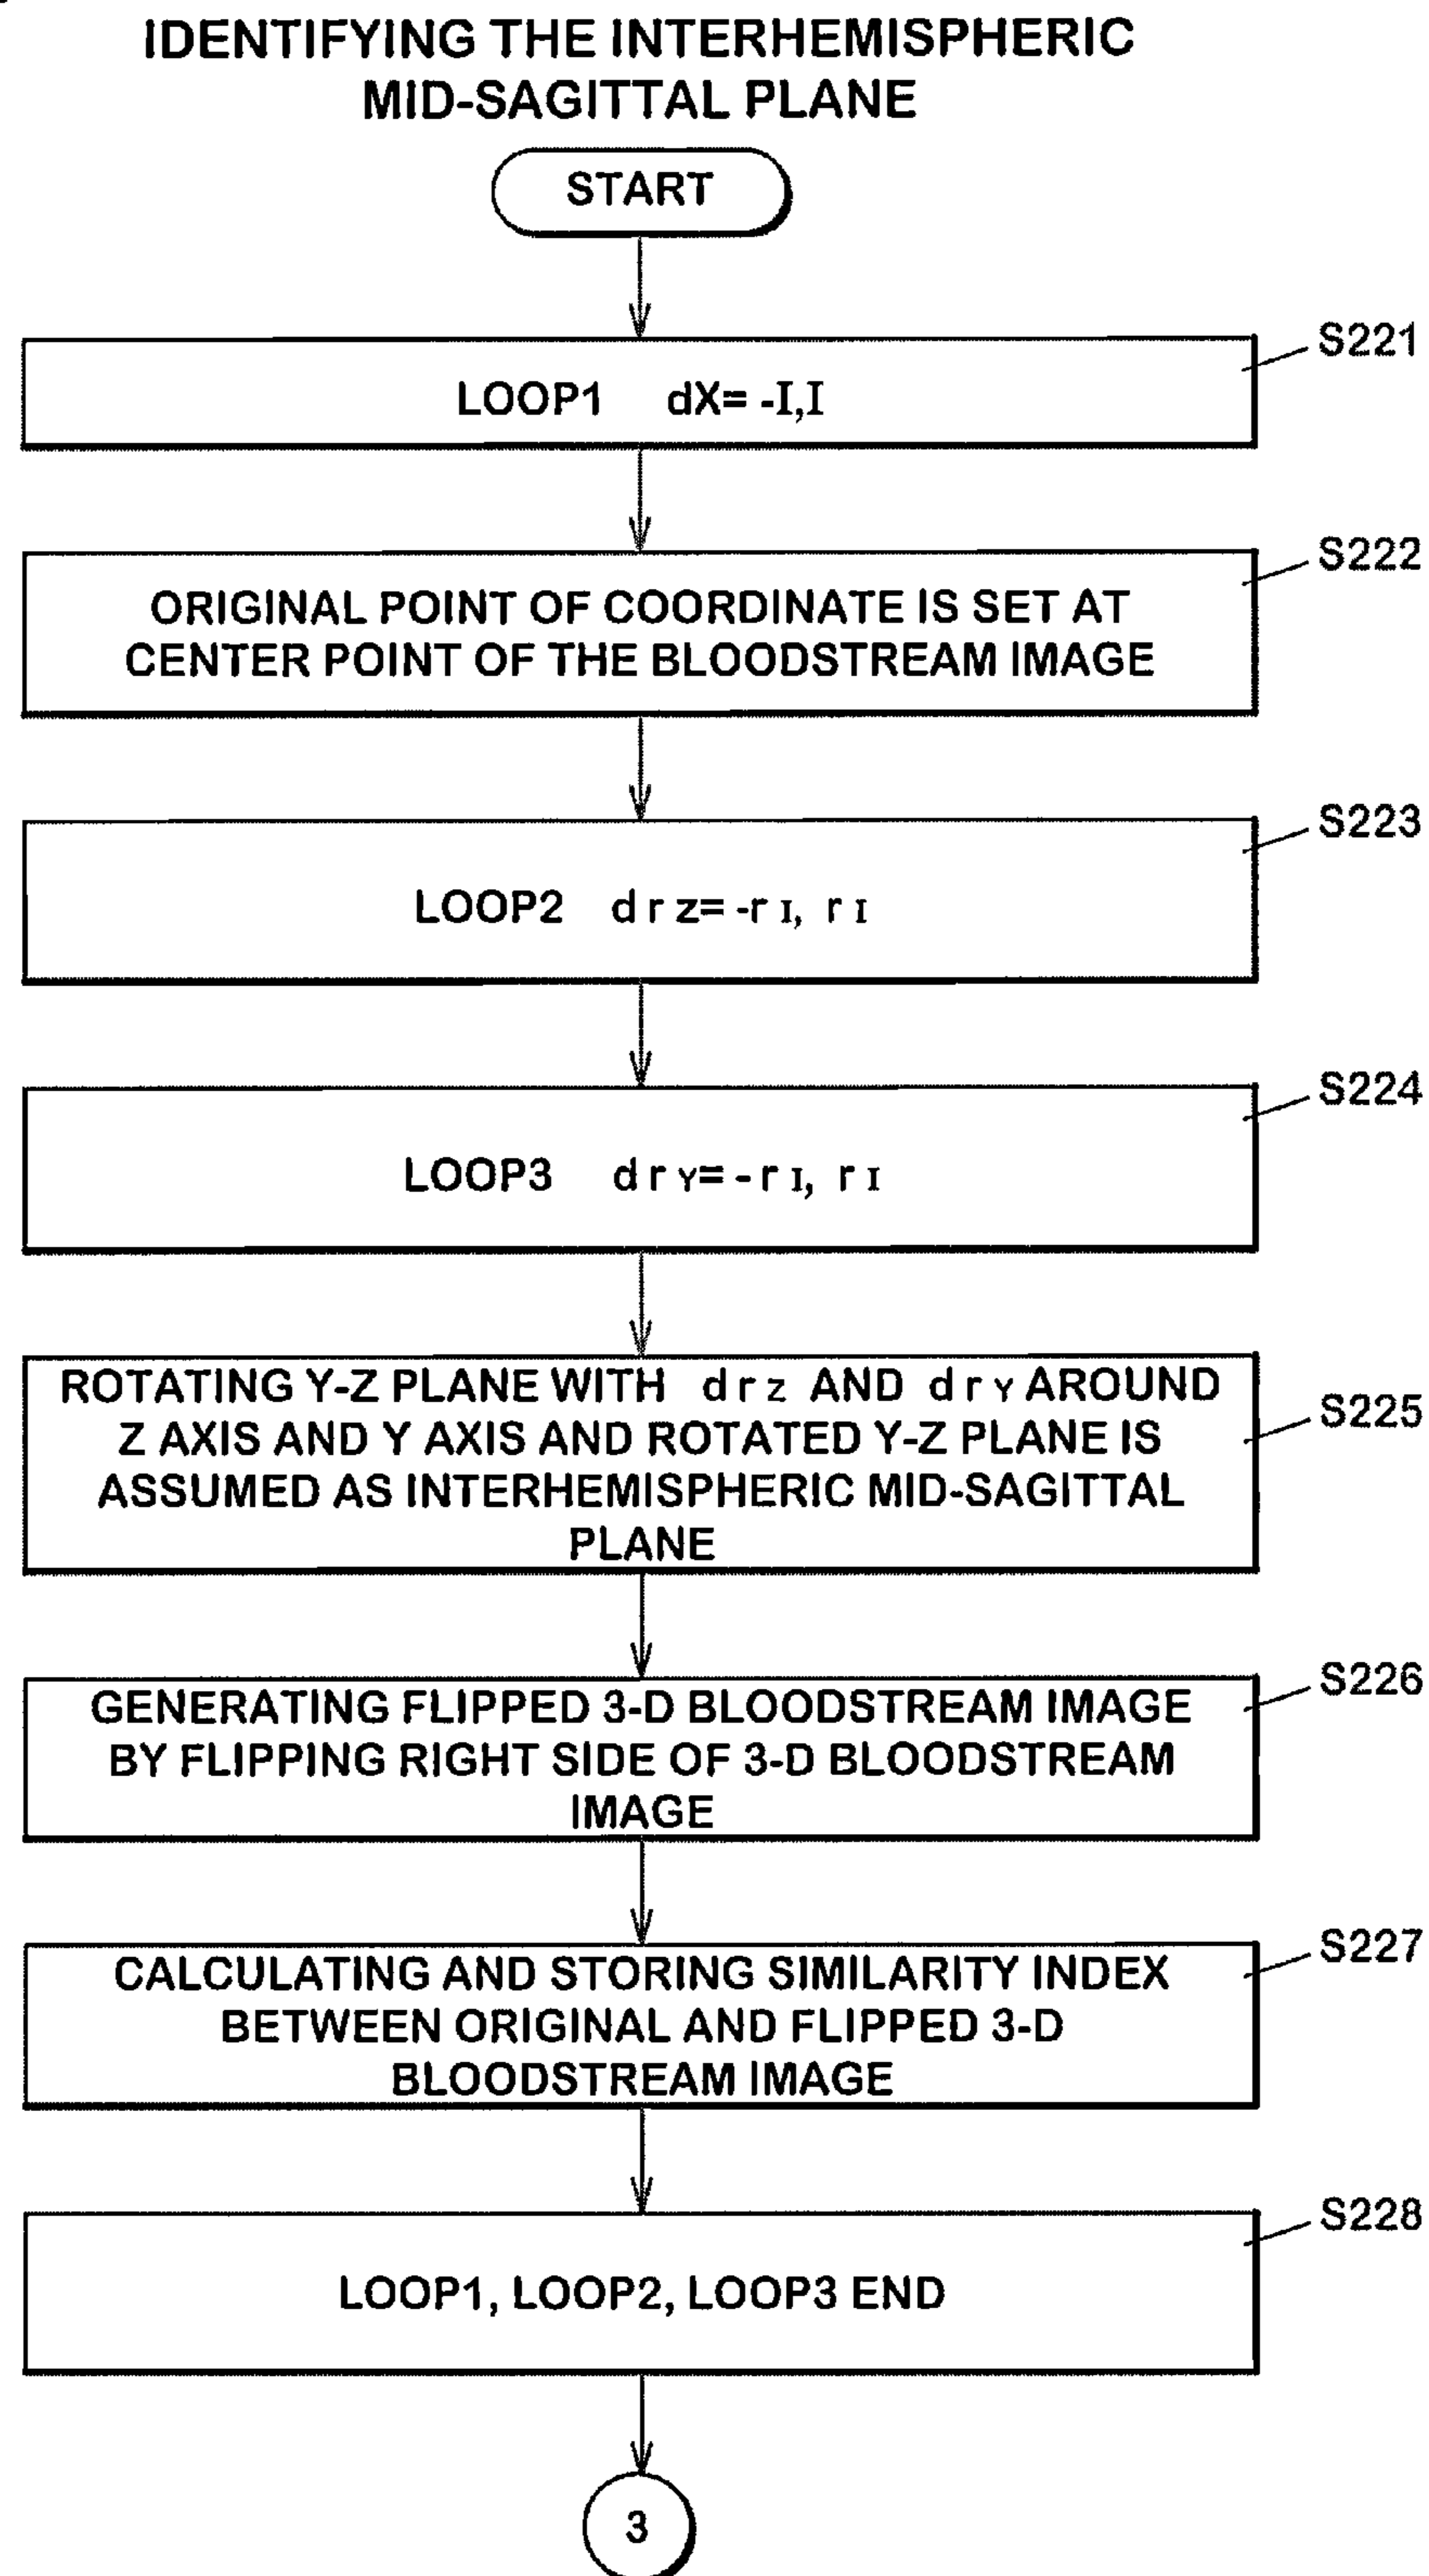 IDENTIFYING THE INTERHEMISPHERIC
MID-SAGITTAL PLANE
START
S221
LOOP1 dX= -I,I
S222
ORIGINAL POINT OF COORDINATE IS SET AT
CENTER POINT OF THE BLOODSTREAM IMAGE
S223
LOOP2 drZ= -rI, rI
S224
LOOP3 drY= -rI, rI
S225
ROTATING Y-Z PLANE WITH drZ AND drY AROUND
Z AXIS AND Y AXIS AND ROTATED Y-Z PLANE IS
ASSUMED AS INTERHEMISPHERIC MID-SAGITTAL
PLANE
S226
GENERATING FLIPPED 3-D BLOODSTREAM IMAGE
BY FLIPPING RIGHT SIDE OF 3-D BLOODSTREAM
IMAGE
S227
CALCULATING AND STORING SIMILARITY INDEX
BETWEEN ORIGINAL AND FLIPPED 3-D
BLOODSTREAM IMAGE
S228
LOOP1, LOOP2, LOOP3 END
3